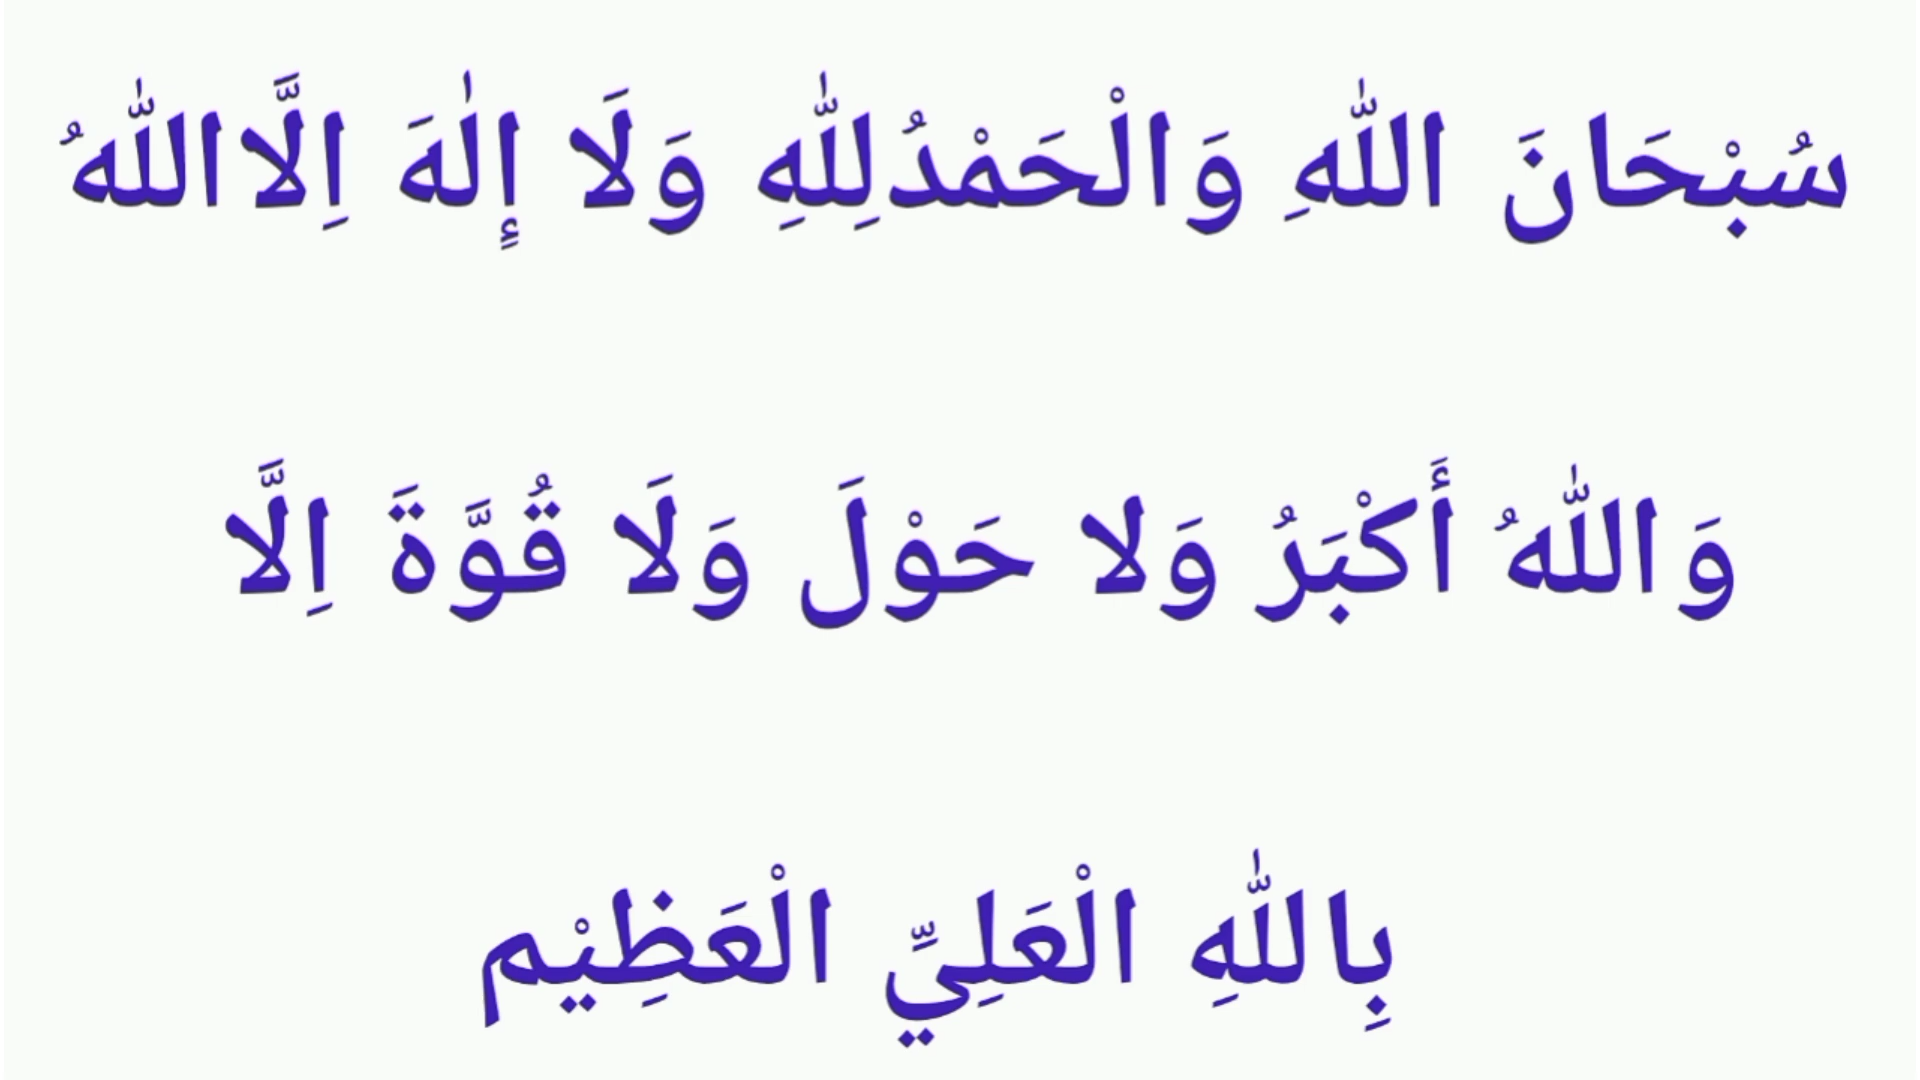 سُبْحَانَ اللّٰهِ وَالْحَمْدُلِلّٰهِ وَلَا إِلٰهَ اِلَّااللّٰهُ
وَاللّٰهُ أَكْبَرُ وَلا حَوْلَ وَلَا قُوَّةَ اِلَّا
بِاللّٰهِ الْعَلِيِّ الْعَظِيْم